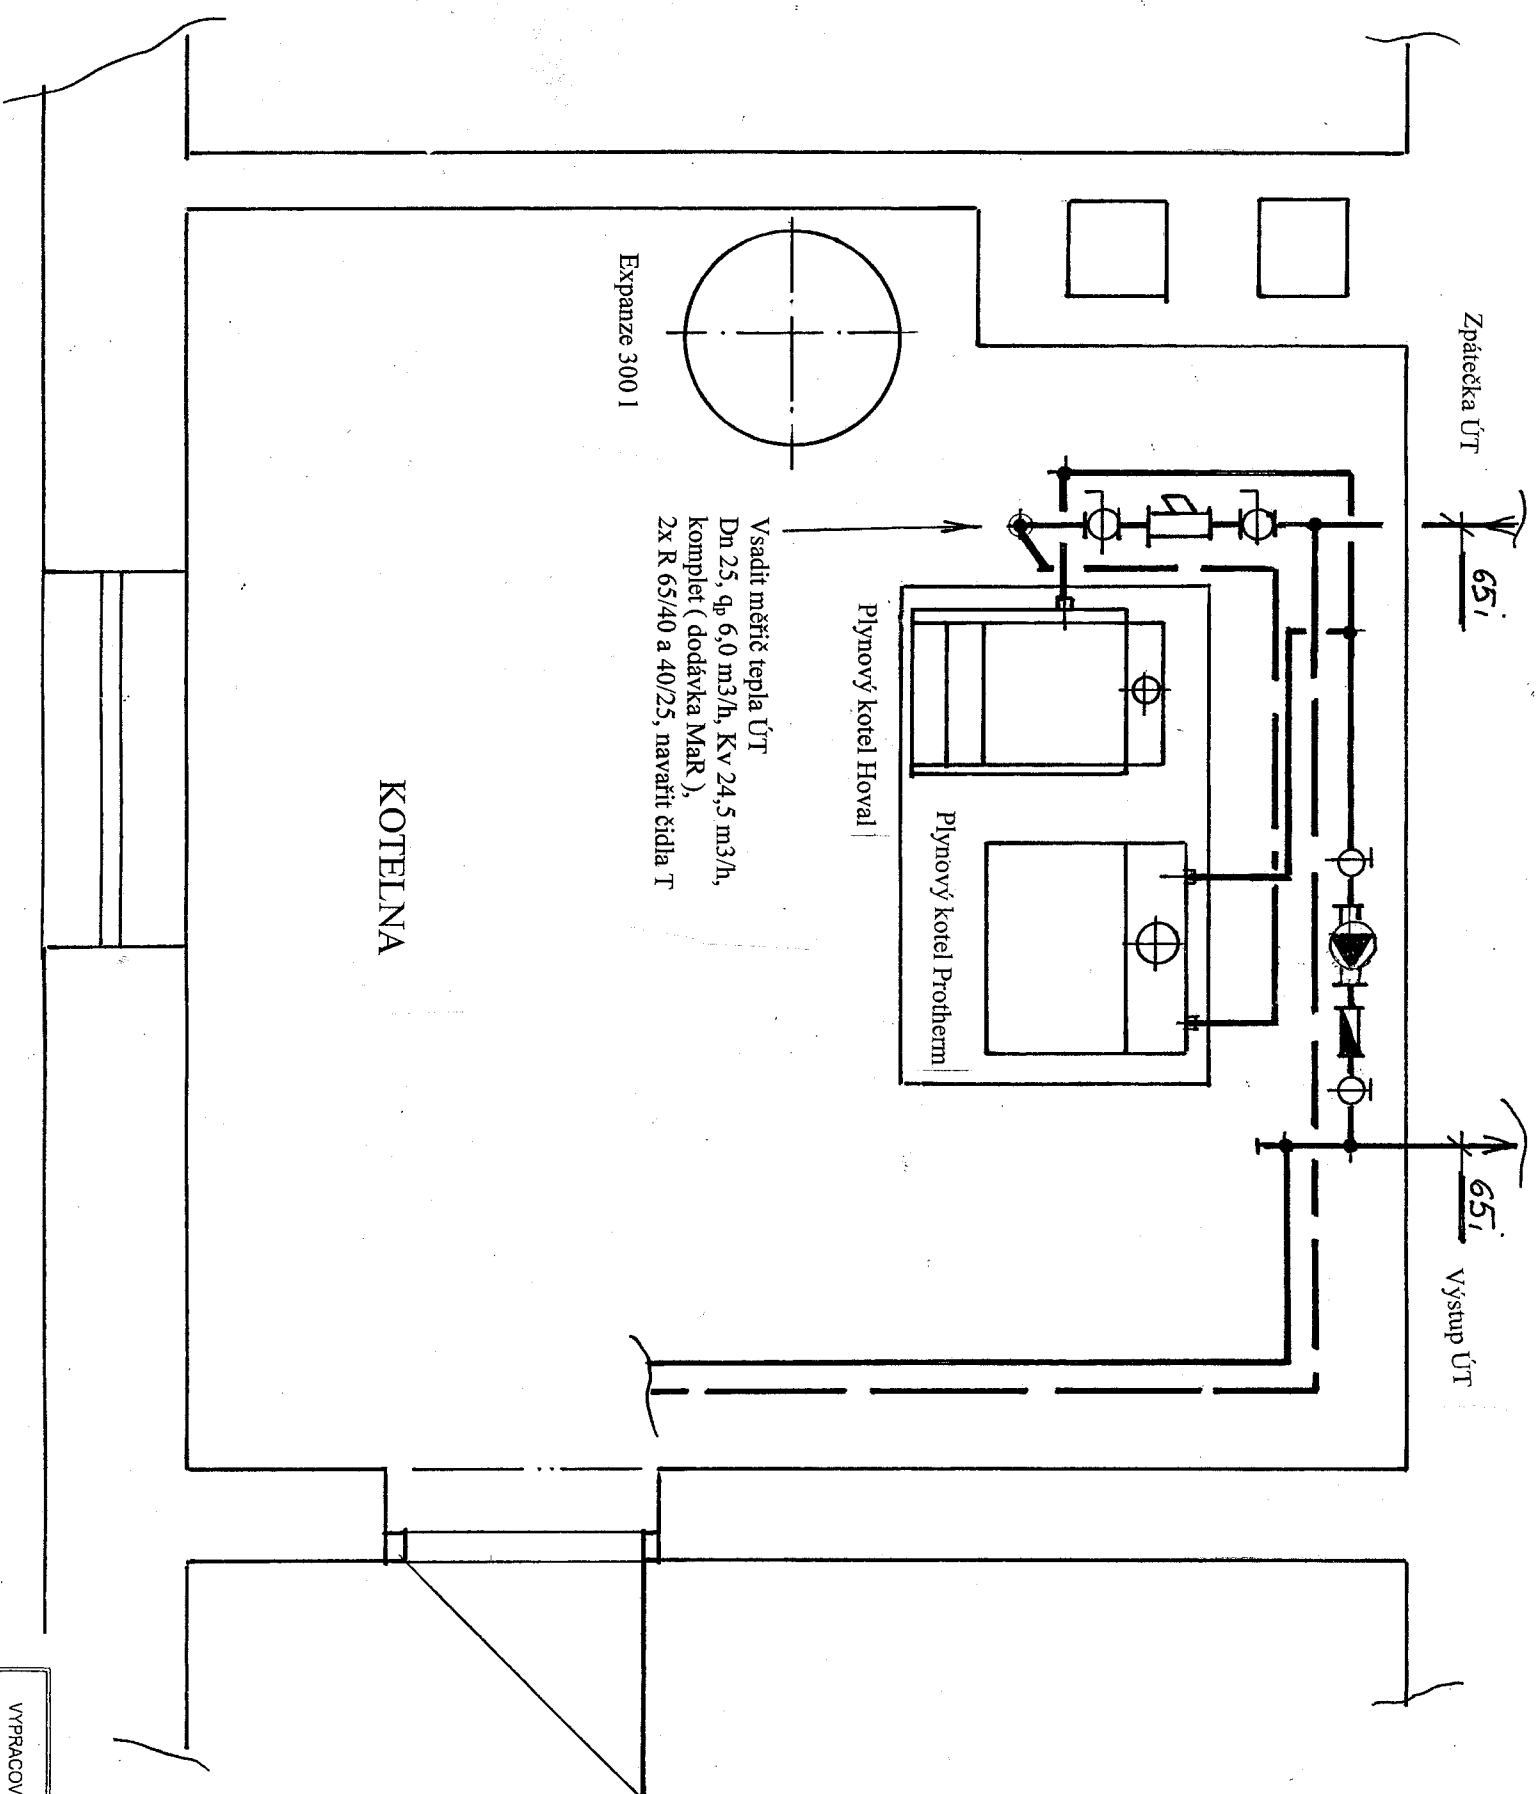 Zpátečka ÚT
65i
65i
Výstup ÚT
Expanze 300 l
Vsadit měřič tepla ÚT
Dn 25, qp 6,0 m3/h, Kv 24,5 m3/h,
komplet ( dodávka MaR ),
2x R 65/40 a 40/25, navařit čidla T
Plynový kotel Hoval
Plynový kotel Protherm
KOTELNA
VYPRACOV